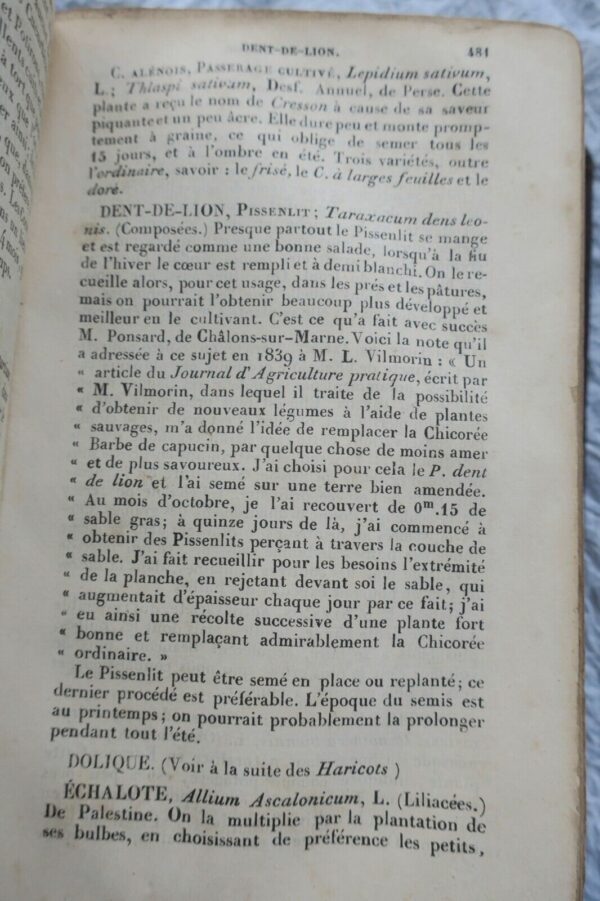 DENT-DE-LION. 481
C. ALÉNOIS, PASSERAGE CULTIVÉ, Lepidium sativum,
L.; Thlaspi sativum, Desf. Annuel, de Perse. Cette
plante a reçu le nom de Cresson à cause de sa saveur
piquante et un peu âcre. Elle dure peu et monte promp-
tement à graine, ce qui oblige de semer tous les
15 jours, et à l'ombre en été. Trois variétés, outre
l'ordinaire, savoir : le frisé, le C. à larges feuilles et le
doré.
DENT-DE-LION, PISSENLIT; Taraxacum dens leo-
nis. (Composées.) Presque partout le Pissenlit se mange
et est regardé comme une bonne salade, lorsqu'à la fin
de l'hiver le cœur est rempli et à demi blanchi. On le re-
cueille alors, pour cet usage, dans les prés et les pâtures,
mais on pourrait l'obtenir beaucoup plus développé et
meilleur en le cultivant. C'est ce qu'a fait avec succès
M. Ponsard, de Châlons-sur-Marne. Voici la note qu'il
a adressée à ce sujet en 1839 à M. L. Vilmorin : « Un
« article du Journal d'Agriculture pratique, écrit par
« M. Vilmorin, dans lequel il traite de la possibilité
« d'obtenir de nouveaux légumes à l'aide de plantes
« sauvages, m'a donné l'idée de remplacer la Chicorée
« Barbe de capucin, par quelque chose de moins amer
« et de plus savoureux. J'ai choisi pour cela le P. dent
« de lion et l'ai semé sur une terre bien amendée.
« Au mois d'octobre, je l'ai recouvert de 0m.15 de
« sable gras; à quinze jours de là, j'ai commencé à
« obtenir des Pissenlits perçant à travers la couche de
« sable. J'ai fait recueillir pour les besoins l'extrémité
« de la planche, en rejetant devant soi le sable, qui
« augmentait d'épaisseur chaque jour par ce fait; j'ai
« eu ainsi une récolte successive d'une plante fort
« bonne et remplaçant admirablement la Chicorée
« ordinaire. »
Le Pissenlit peut être semé en place ou replanté; ce
dernier procédé est préférable. L'époque du semis est
au printemps; on pourrait probablement la prolonger
pendant tout l'été.
DOLIQUE. (Voir à la suite des Haricots )
ÉCHALOTE, Allium Ascalonicum, L. (Liliacées.)
De Palestine. On la multiplie par la plantation de
ses bulbes, en choisissant de préférence les petits,